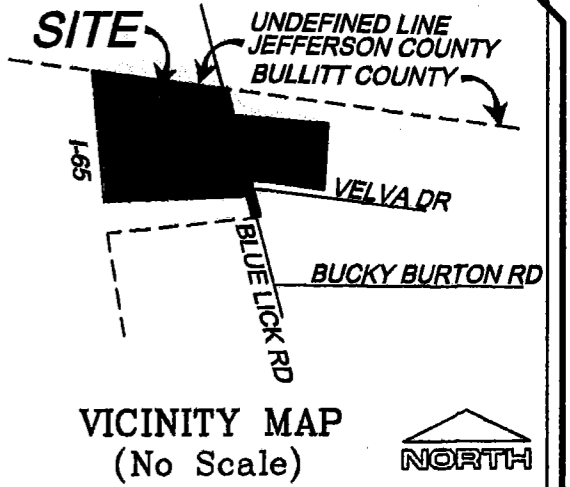 SITE
UNDEFINED LINE
JEFFERSON COUNTY
BULLITT COUNTY
I-65
VELVA DR
BLUE LICK RD
BUCKY BURTON RD
VICINITY MAP
(No Scale)
NORTH